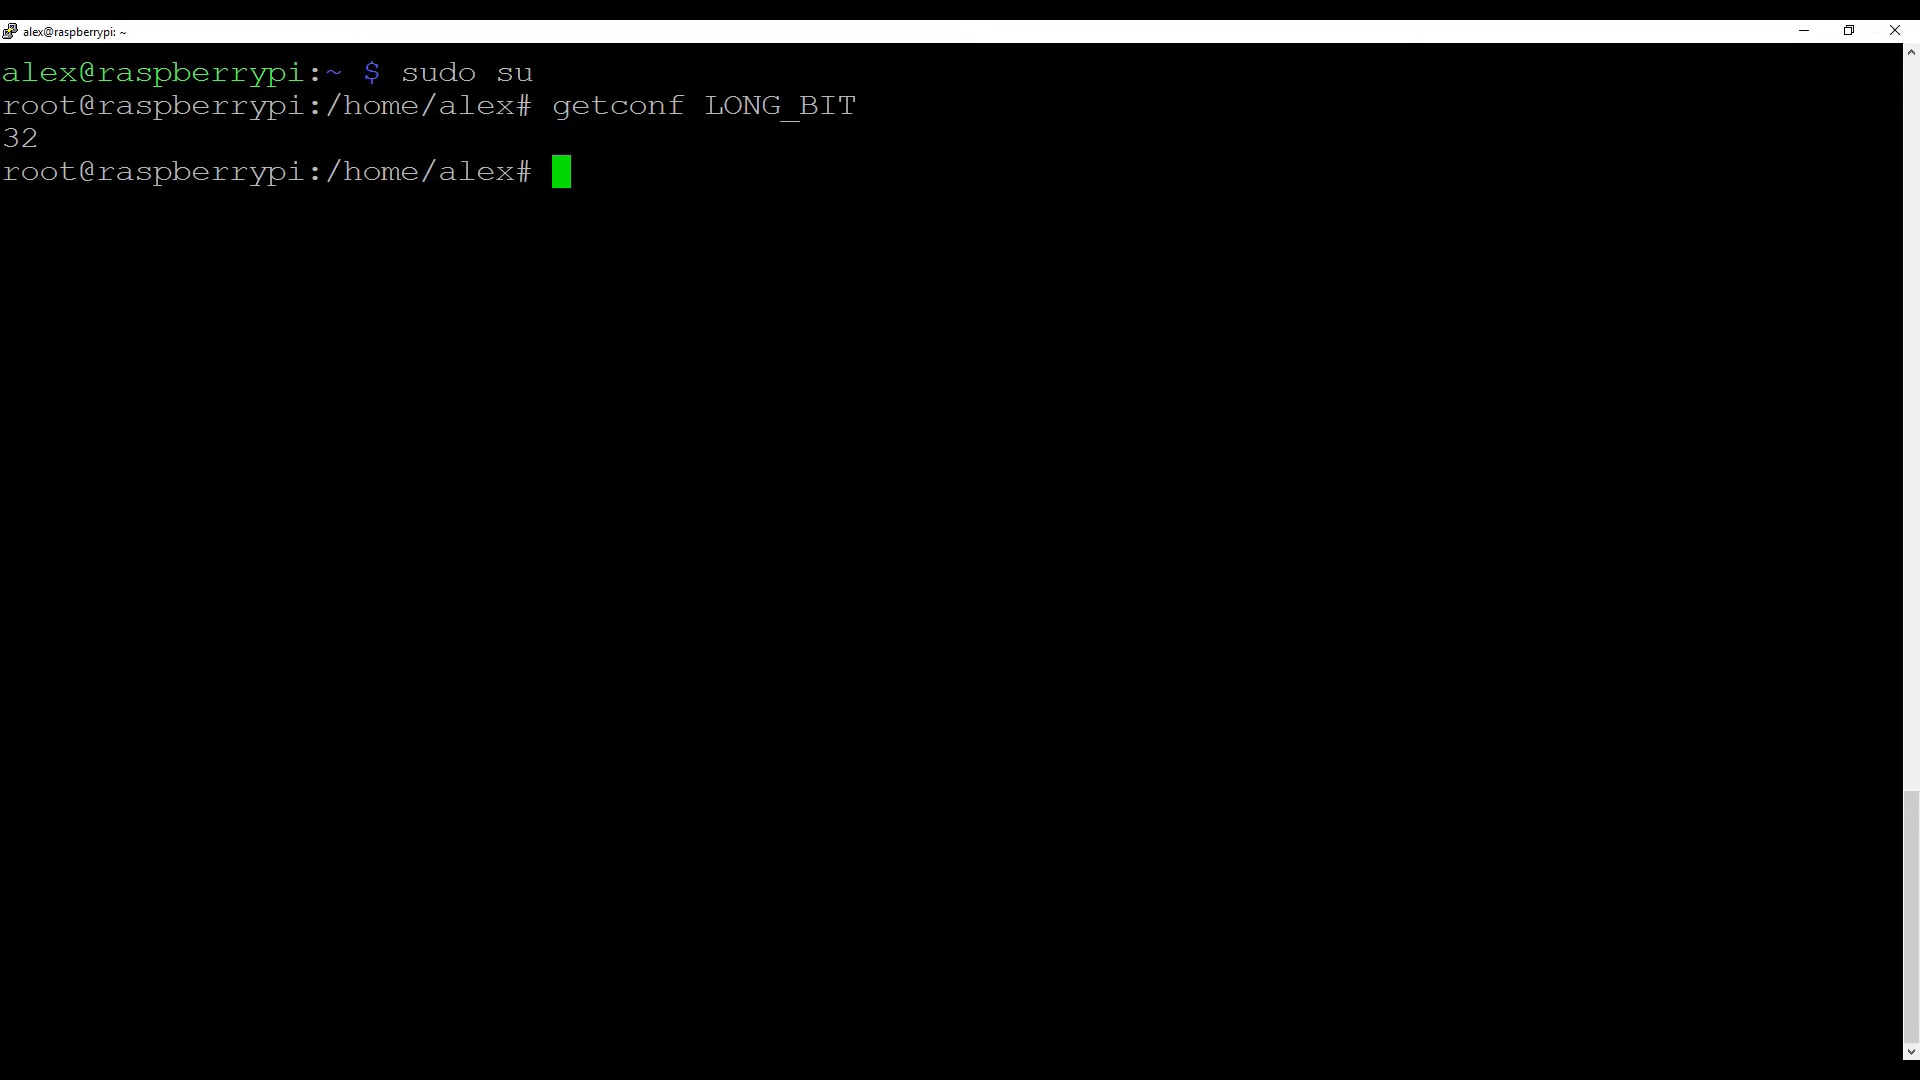 alex@raspberrypi: ~
alex@raspberrypi:~ $ sudo su
root@raspberrypi:/home/alex# getconf LONG_BIT
32
root@raspberrypi:/home/alex#